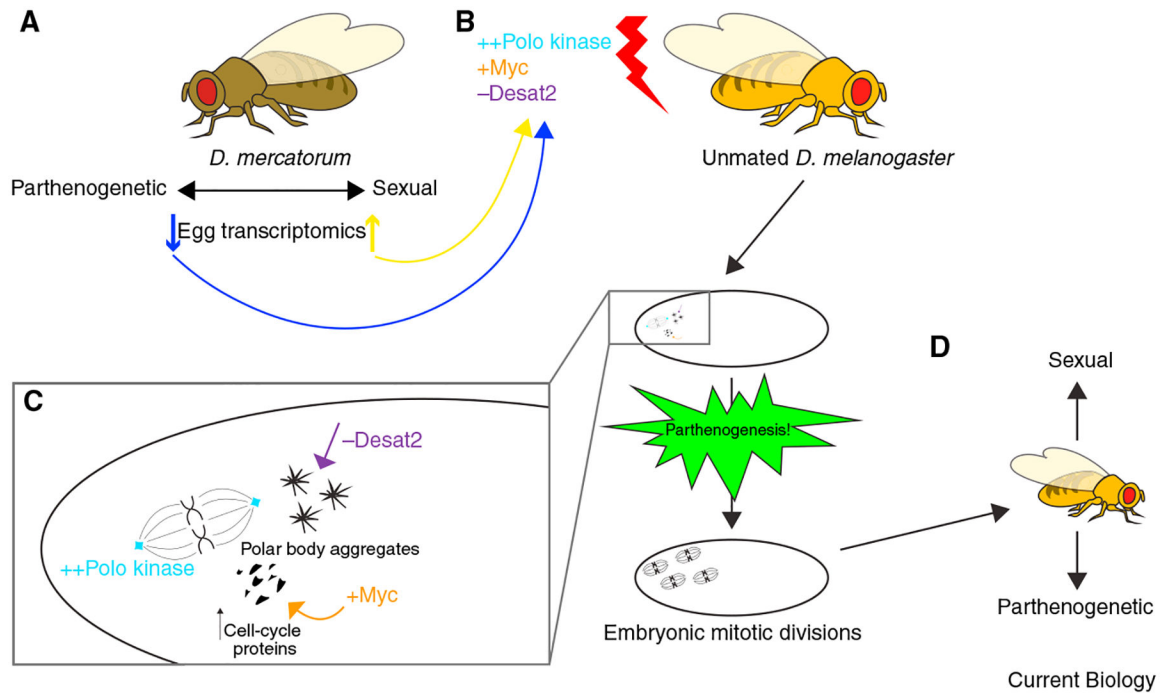 A
B
++Polo kinase
+Myc
–Desat2
D. mercatorum
Unmated D. melanogaster
Parthenogenetic
Sexual
Egg transcriptomics
D
Sexual
C
–Desat2
Parthenogenesis!
Polar body aggregates
++Polo kinase
+Myc
Cell-cycle
proteins
Parthenogenetic
Embryonic mitotic divisions
Current Biology